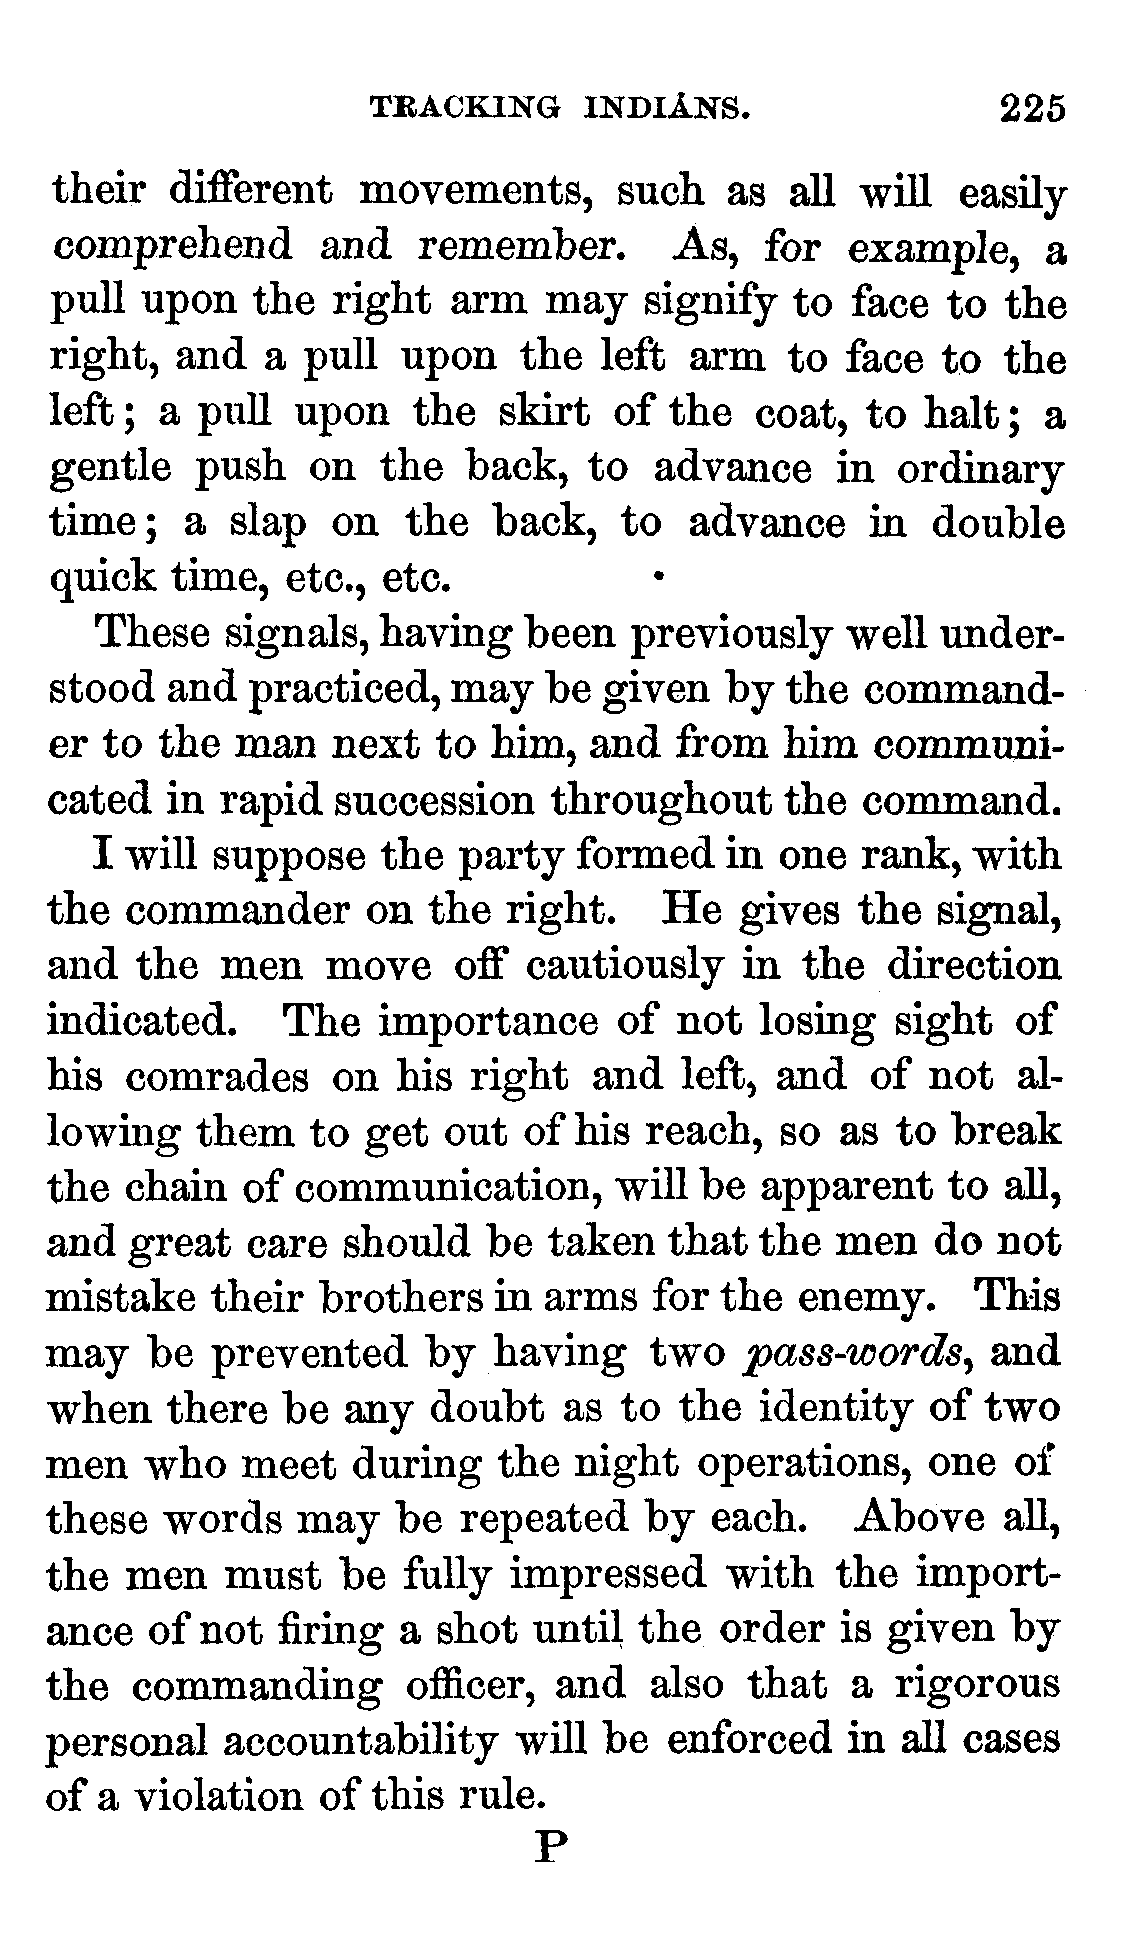 TRACKING INDIANS. 225
their different movements, such as all will easily
comprehend and remember. As, for example, a
pull upon the right arm may signify to face to the
right, and a pull upon the left arm to face to the
left; a pull upon the skirt of the coat, to halt; a
gentle push on the back, to advance in ordinary
time; a slap on the back, to advance in double
quick time, etc., etc.
These signals, having been previously well under-
stood and practiced, may be given by the command-
er to the man next to him, and from him communi-
cated in rapid succession throughout the command.
I will suppose the party formed in one rank, with
the commander on the right. He gives the signal,
and the men move off cautiously in the direction
indicated. The importance of not losing sight of
his comrades on his right and left, and of not al-
lowing them to get out of his reach, so as to break
the chain of communication, will be apparent to all,
and great care should be taken that the men do not
mistake their brothers in arms for the enemy. This
may be prevented by having two pass-words, and
when there be any doubt as to the identity of two
men who meet during the night operations, one of
these words may be repeated by each. Above all,
the men must be fully impressed with the import-
ance of not firing a shot until the order is given by
the commanding officer, and also that a rigorous
personal accountability will be enforced in all cases
of a violation of this rule.
P